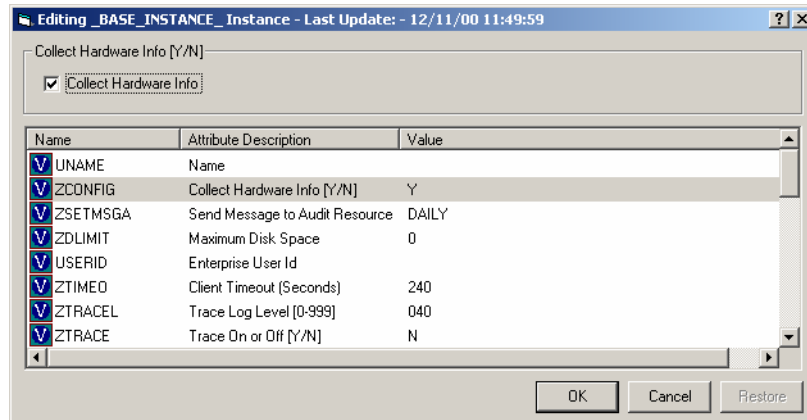 Editing _BASE_INSTANCE_ Instance - Last Update: - 12/11/00 11:49:59
Collect Hardware Info [Y/N]
Collect Hardware Info
Name Attribute Description Value
V UNAME Name
V ZCONFIG Collect Hardware Info [Y/N] Y
V ZSETMSGA Send Message to Audit Resource DAILY
V ZDLIMIT Maximum Disk Space 0
V USERID Enterprise User Id
V ZTIMEO Client Timeout (Seconds) 240
V ZTRACEL Trace Log Level [0-999] 040
V ZTRACE Trace On or Off [Y/N] N
OK Cancel Restore